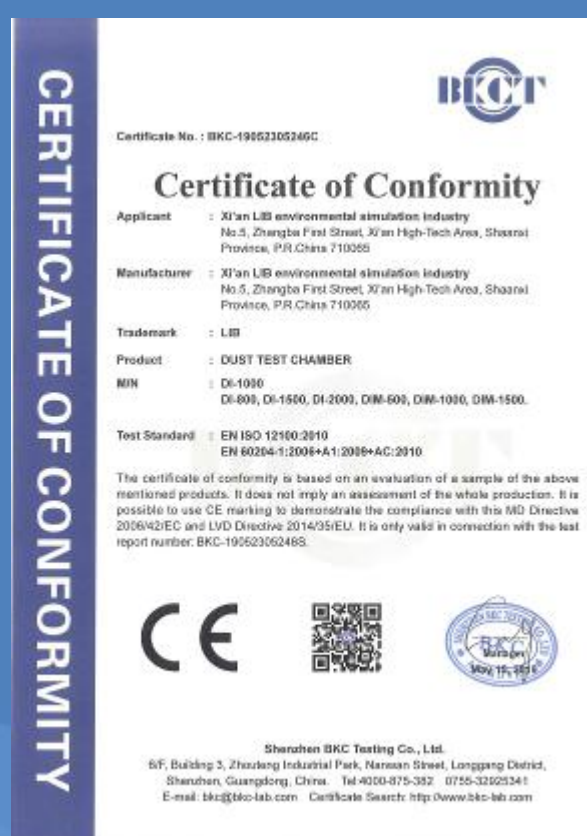 CERTIFICATE OF CONFORMITY
BKCT
Certificate No. : BKC-19052305246C
Certificate of Conformity
Applicant : Xi'an LIB environmental simulation industry
No.5, Zhangba First Street, Xi'an High-Tech Area, Shaanxi
Province, P.R.China 710065
Manufacturer : Xi'an LIB environmental simulation industry
No.5, Zhangba First Street, Xi'an High-Tech Area, Shaanxi
Province, P.R.China 710065
Trademark : LIB
Product : DUST TEST CHAMBER
M/N : DI-1000
DI-800, DI-1500, DI-2000, DIM-500, DIM-1000, DIM-1500.
Test Standard : EN ISO 12100:2010
EN 60204-1:2006+A1:2009+AC:2010
The certificate of conformity is based on an evaluation of a sample of the above
mentioned products. It does not imply an assessment of the whole production. It is
possible to use CE marking to demonstrate the compliance with this MD Directive
2006/42/EC and LVD Directive 2014/35/EU. It is only valid in connection with the test
report number: BKC-19052305246S.
CE
BKC
Manager
May 15,
Shenzhen BKC Testing Co., Ltd.
6/F, Building 3, Zhouteng Industrial Park, Nanwan Street, Longgang District,
Shenzhen, Guangdong, China. Tel:4000-875-382 0755-32925341
E-mail: bkc@bkc-lab.com Certificate Search: http://www.bkc-lab.com